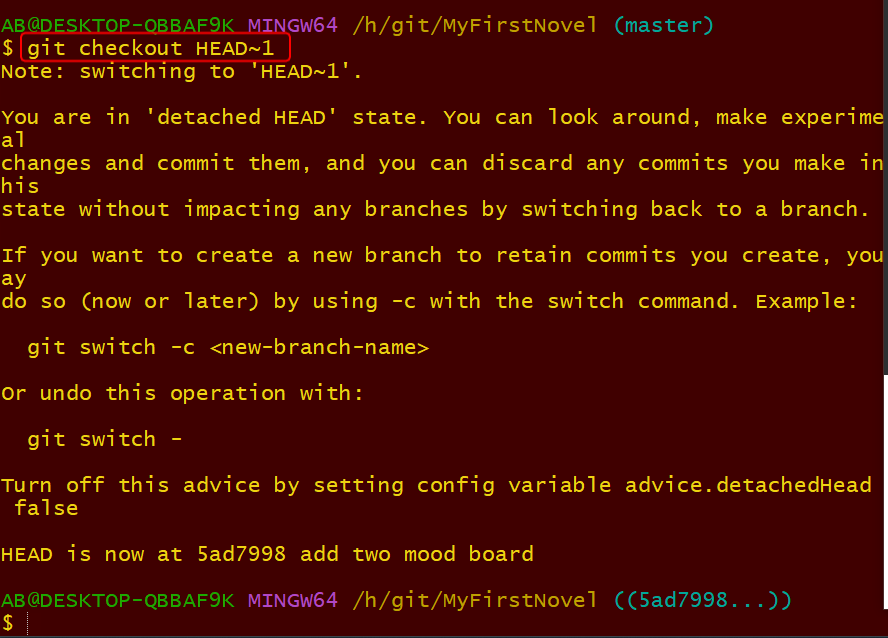 AB@DESKTOP-QBBAF9K MINGW64 /h/git/MyFirstNovel (master)
$ git checkout HEAD~1
Note: switching to 'HEAD~1'.
You are in 'detached HEAD' state. You can look around, make experime
al
changes and commit them, and you can discard any commits you make in
his
state without impacting any branches by switching back to a branch.
If you want to create a new branch to retain commits you create, you
ay
do so (now or later) by using -c with the switch command. Example:
git switch -c <new-branch-name>
Or undo this operation with:
git switch -
Turn off this advice by setting config variable advice.detachedHead
false
HEAD is now at 5ad7998 add two mood board
AB@DESKTOP-QBBAF9K MINGW64 /h/git/MyFirstNovel ((5ad7998...))
$